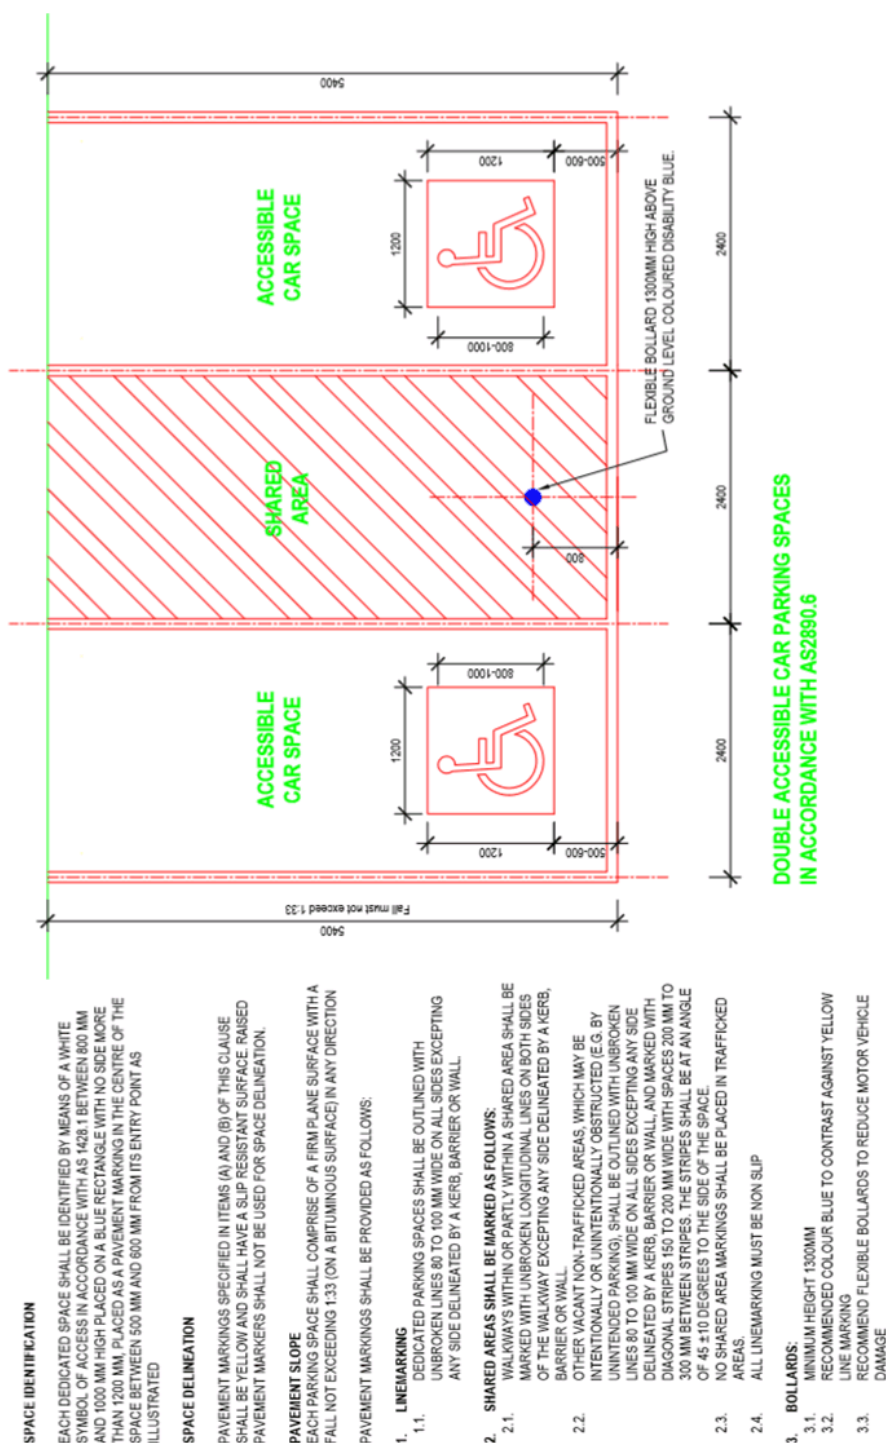 SPACE IDENTIFICATION
EACH DEDICATED SPACE SHALL BE IDENTIFIED BY MEANS OF A WHITE
SYMBOL OF ACCESS IN ACCORDANCE WITH AS 1428.1 BETWEEN 800 MM
AND 1000 MM HIGH PLACED ON A BLUE RECTANGLE WITH NO SIDE MORE
THAN 1200 MM, PLACED AS A PAVEMENT MARKING IN THE CENTRE OF THE
SPACE BETWEEN 500 MM AND 600 MM FROM ITS ENTRY POINT AS
ILLUSTRATED
SPACE DELINEATION
PAVEMENT MARKINGS SPECIFIED IN ITEMS (A) AND (B) OF THIS CLAUSE
SHALL BE YELLOW AND SHALL HAVE A SLIP RESISTANT SURFACE. RAISED
PAVEMENT MARKERS SHALL NOT BE USED FOR SPACE DELINEATION.
PAVEMENT SLOPE
EACH PARKING SPACE SHALL COMPRISE OF A FIRM PLANE SURFACE WITH A
FALL NOT EXCEEDING 1:33 (ON A BITUMINOUS SURFACE) IN ANY DIRECTION
PAVEMENT MARKINGS SHALL BE PROVIDED AS FOLLOWS:
1. LINEMARKING
1.1. DEDICATED PARKING SPACES SHALL BE OUTLINED WITH
UNBROKEN LINES 80 TO 100 MM WIDE ON ALL SIDES EXCEPTING
ANY SIDE DELINEATED BY A KERB, BARRIER OR WALL.
2. SHARED AREAS SHALL BE MARKED AS FOLLOWS:
2.1. WALKWAYS WITHIN OR PARTLY WITHIN A SHARED AREA SHALL BE
MARKED WITH UNBROKEN LONGITUDINAL LINES ON BOTH SIDES
OF THE WALKWAY EXCEPTING ANY SIDE DELINEATED BY A KERB,
BARRIER OR WALL.
2.2. OTHER VACANT NON-TRAFFICKED AREAS, WHICH MAY BE
INTENTIONALLY OR UNINTENTIONALLY OBSTRUCTED (E.G. BY
UNINTENDED PARKING), SHALL BE OUTLINED WITH UNBROKEN
LINES 80 TO 100 MM WIDE ON ALL SIDES EXCEPTING ANY SIDE
DELINEATED BY A KERB, BARRIER OR WALL, AND MARKED WITH
DIAGONAL STRIPES 150 TO 200 MM WIDE WITH SPACES 200 MM TO
300 MM BETWEEN STRIPES. THE STRIPES SHALL BE AT AN ANGLE
OF 45 ±10 DEGREES TO THE SIDE OF THE SPACE.
2.3. NO SHARED AREA MARKINGS SHALL BE PLACED IN TRAFFICKED
AREAS.
2.4. ALL LINEMARKING MUST BE NON SLIP
3. BOLLARDS:
3.1. MINIMUM HEIGHT 1300MM
3.2. RECOMMENDED COLOUR BLUE TO CONTRAST AGAINST YELLOW
LINE MARKING
3.3. RECOMMEND FLEXIBLE BOLLARDS TO REDUCE MOTOR VEHICLE
DAMAGE
5400
Fall must not exceed 1:33
ACCESSIBLE
CAR SPACE
1200
1200
800-1000
500-600
2400
SHARED
AREA
800
2400
FLEXIBLE BOLLARD 1300MM HIGH ABOVE
GROUND LEVEL COLOURED DISABILITY BLUE.
ACCESSIBLE
CAR SPACE
1200
800-1000
1200
500-600
2400
5400
DOUBLE ACCESSIBLE CAR PARKING SPACES
IN ACCORDANCE WITH AS2890.6